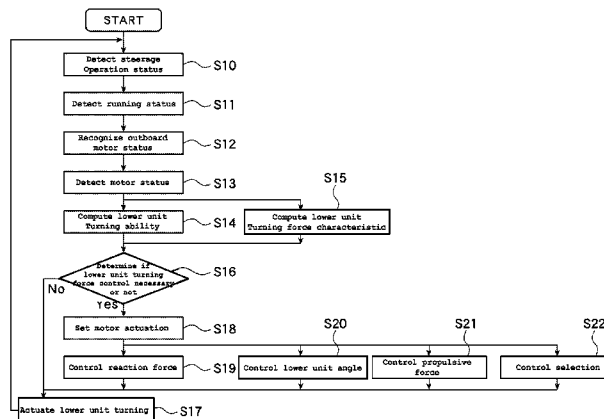 START
Detect steerage
Operation status
S10
Detect running status
S11
Recognize outboard
motor status
S12
Detect motor status
S13
S15
Compute lower unit
Turning ability
S14
Compute lower unit
Turning force characteristic
Determine if
lower unit turning
force control necessary
or not
S16
No
Yes
Set motor actuation
S18
S20
S21
S22
Control reaction force
S19
Control lower unit angle
Control propulsive
force
Control selection
Actuate lower unit turning
S17